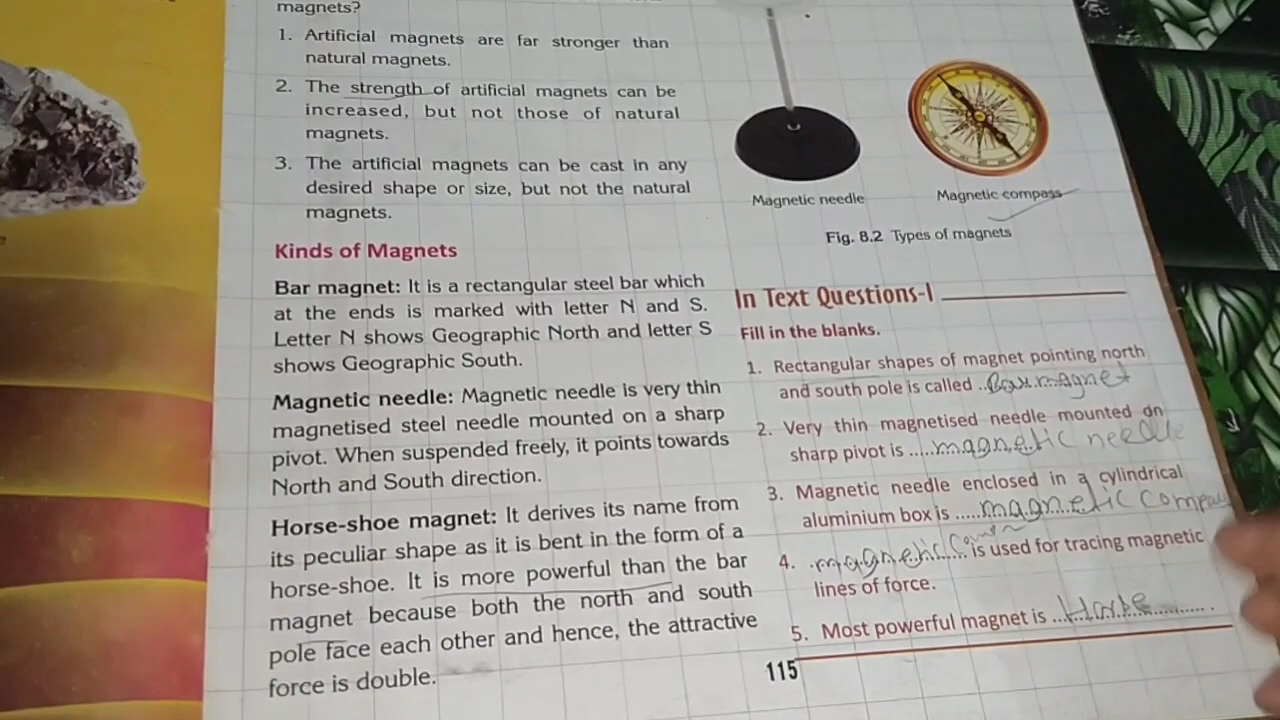 magnets?
1. Artificial magnets are far stronger than
natural magnets.
2. The strength of artificial magnets can be
increased, but not those of natural
magnets.
3. The artificial magnets can be cast in any
desired shape or size, but not the natural
magnets.
Kinds of Magnets
Bar magnet: It is a rectangular steel bar which
at the ends is marked with letter N and S.
Letter N shows Geographic North and letter S
shows Geographic South.
Magnetic needle: Magnetic needle is very thin
magnetised steel needle mounted on a sharp
pivot. When suspended freely, it points towards
North and South direction.
Horse-shoe magnet: It derives its name from
its peculiar shape as it is bent in the form of a
horse-shoe. It is more powerful than the bar
magnet because both the north and south
pole face each other and hence, the attractive
force is double.
Magnetic needle
Magnetic compass
Fig. 8.2 Types of magnets
In Text Questions-I
Fill in the blanks.
1. Rectangular shapes of magnet pointing north
and south pole is called .. Bar magnet
2. Very thin magnetised needle mounted on
sharp pivot is ..... magnetic needle
3. Magnetic needle enclosed in a cylindrical
aluminium box is ..... magnetic compass
4. magnetic is used for tracing magnetic
lines of force.
5. Most powerful magnet is ... Horse
115